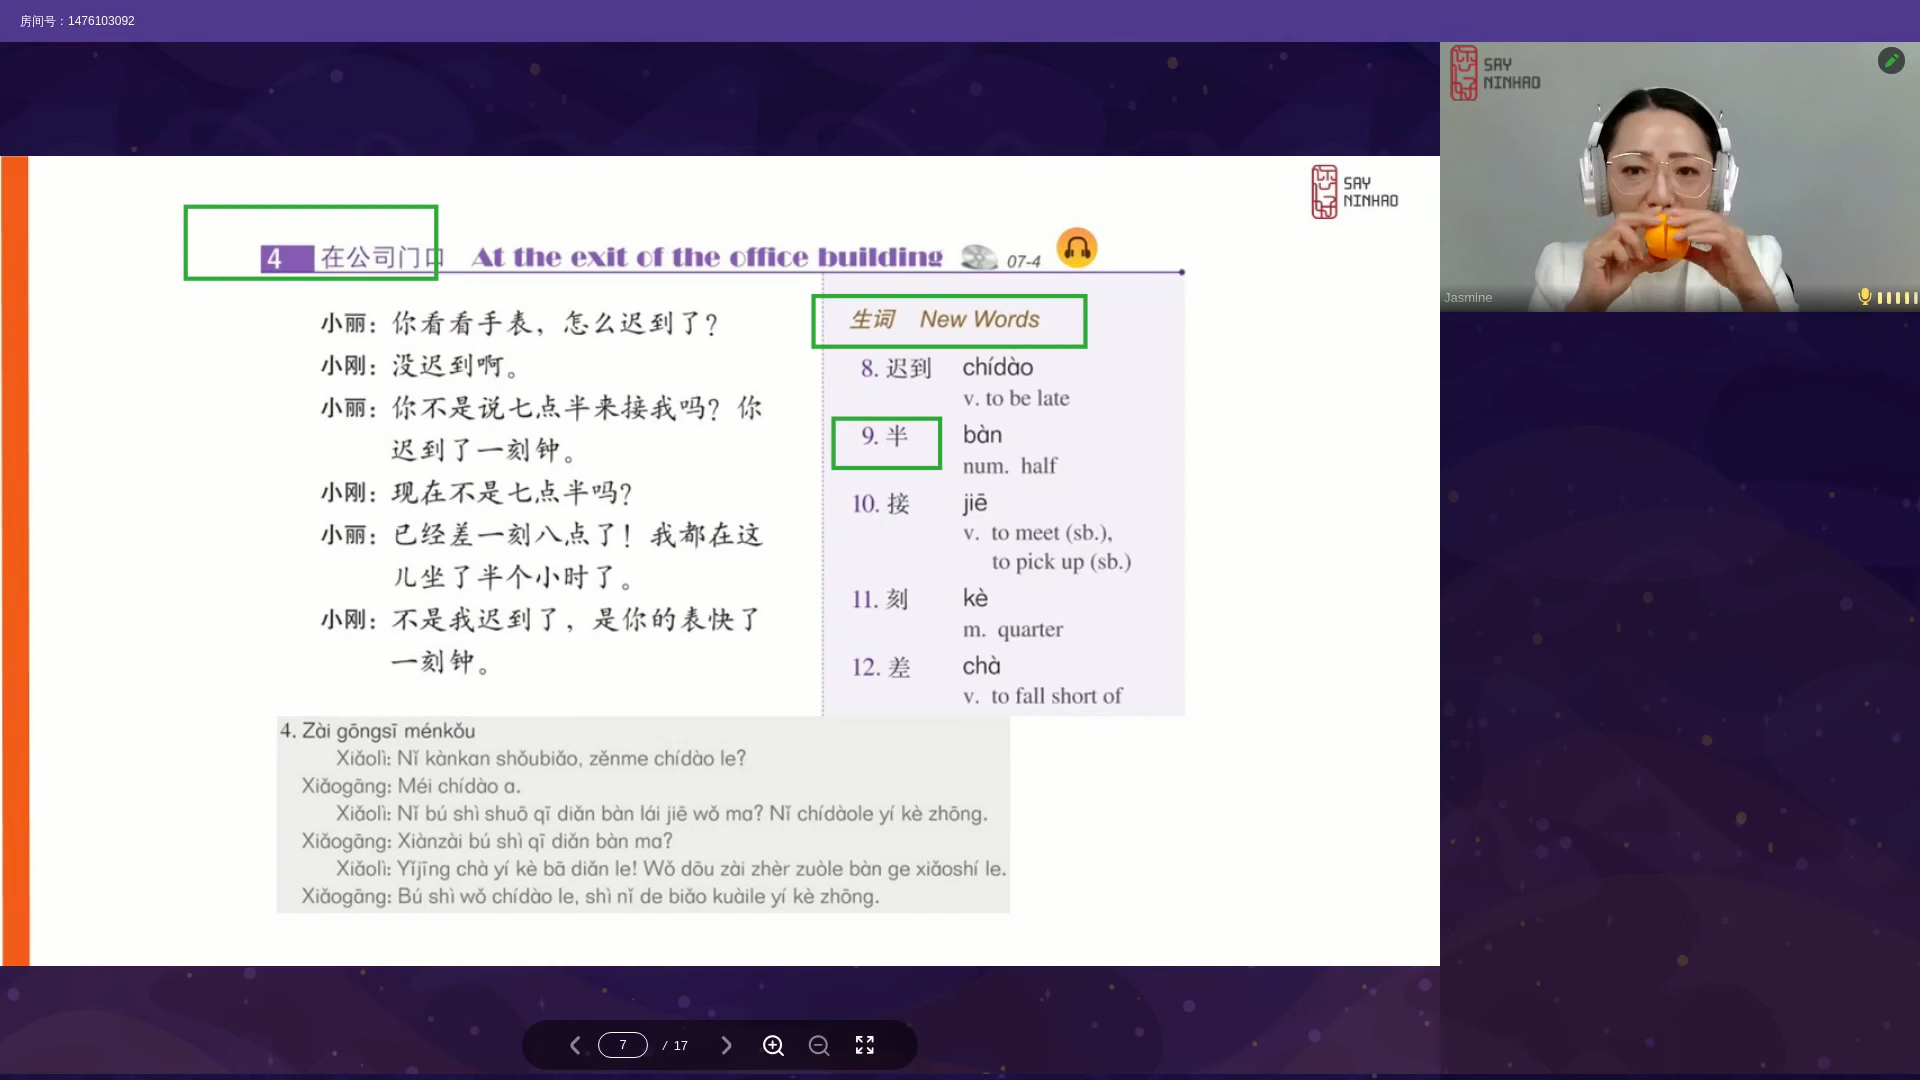 房间号：1476103092
SAY
NINHAO
Jasmine
SAY
NINHAO
4 在公司门口 At the exit of the office building 07-4
小丽：你看看手表，怎么迟到了？
小刚：没迟到啊。
小丽：你不是说七点半来接我吗？你
迟到了一刻钟。
小刚：现在不是七点半吗？
小丽：已经差一刻八点了！我都在这
儿坐了半个小时了。
小刚：不是我迟到了，是你的表快了
一刻钟。
生词 New Words
8. 迟到 chídào
v. to be late
9. 半 bàn
num. half
10. 接 jiē
v. to meet (sb.),
to pick up (sb.)
11. 刻 kè
m. quarter
12. 差 chà
v. to fall short of
4. Zài gōngsī ménkǒu
Xiǎolì: Nǐ kànkan shǒubiǎo, zěnme chídào le?
Xiǎogāng: Méi chídào a.
Xiǎolì: Nǐ bú shì shuō qī diǎn bàn lái jiē wǒ ma? Nǐ chídàole yí kè zhōng.
Xiǎogāng: Xiànzài bú shì qī diǎn bàn ma?
Xiǎolì: Yǐjīng chà yí kè bā diǎn le! Wǒ dōu zài zhèr zuòle bàn ge xiǎoshí le.
Xiǎogāng: Bú shì wǒ chídào le, shì nǐ de biǎo kuàile yí kè zhōng.
7 / 17